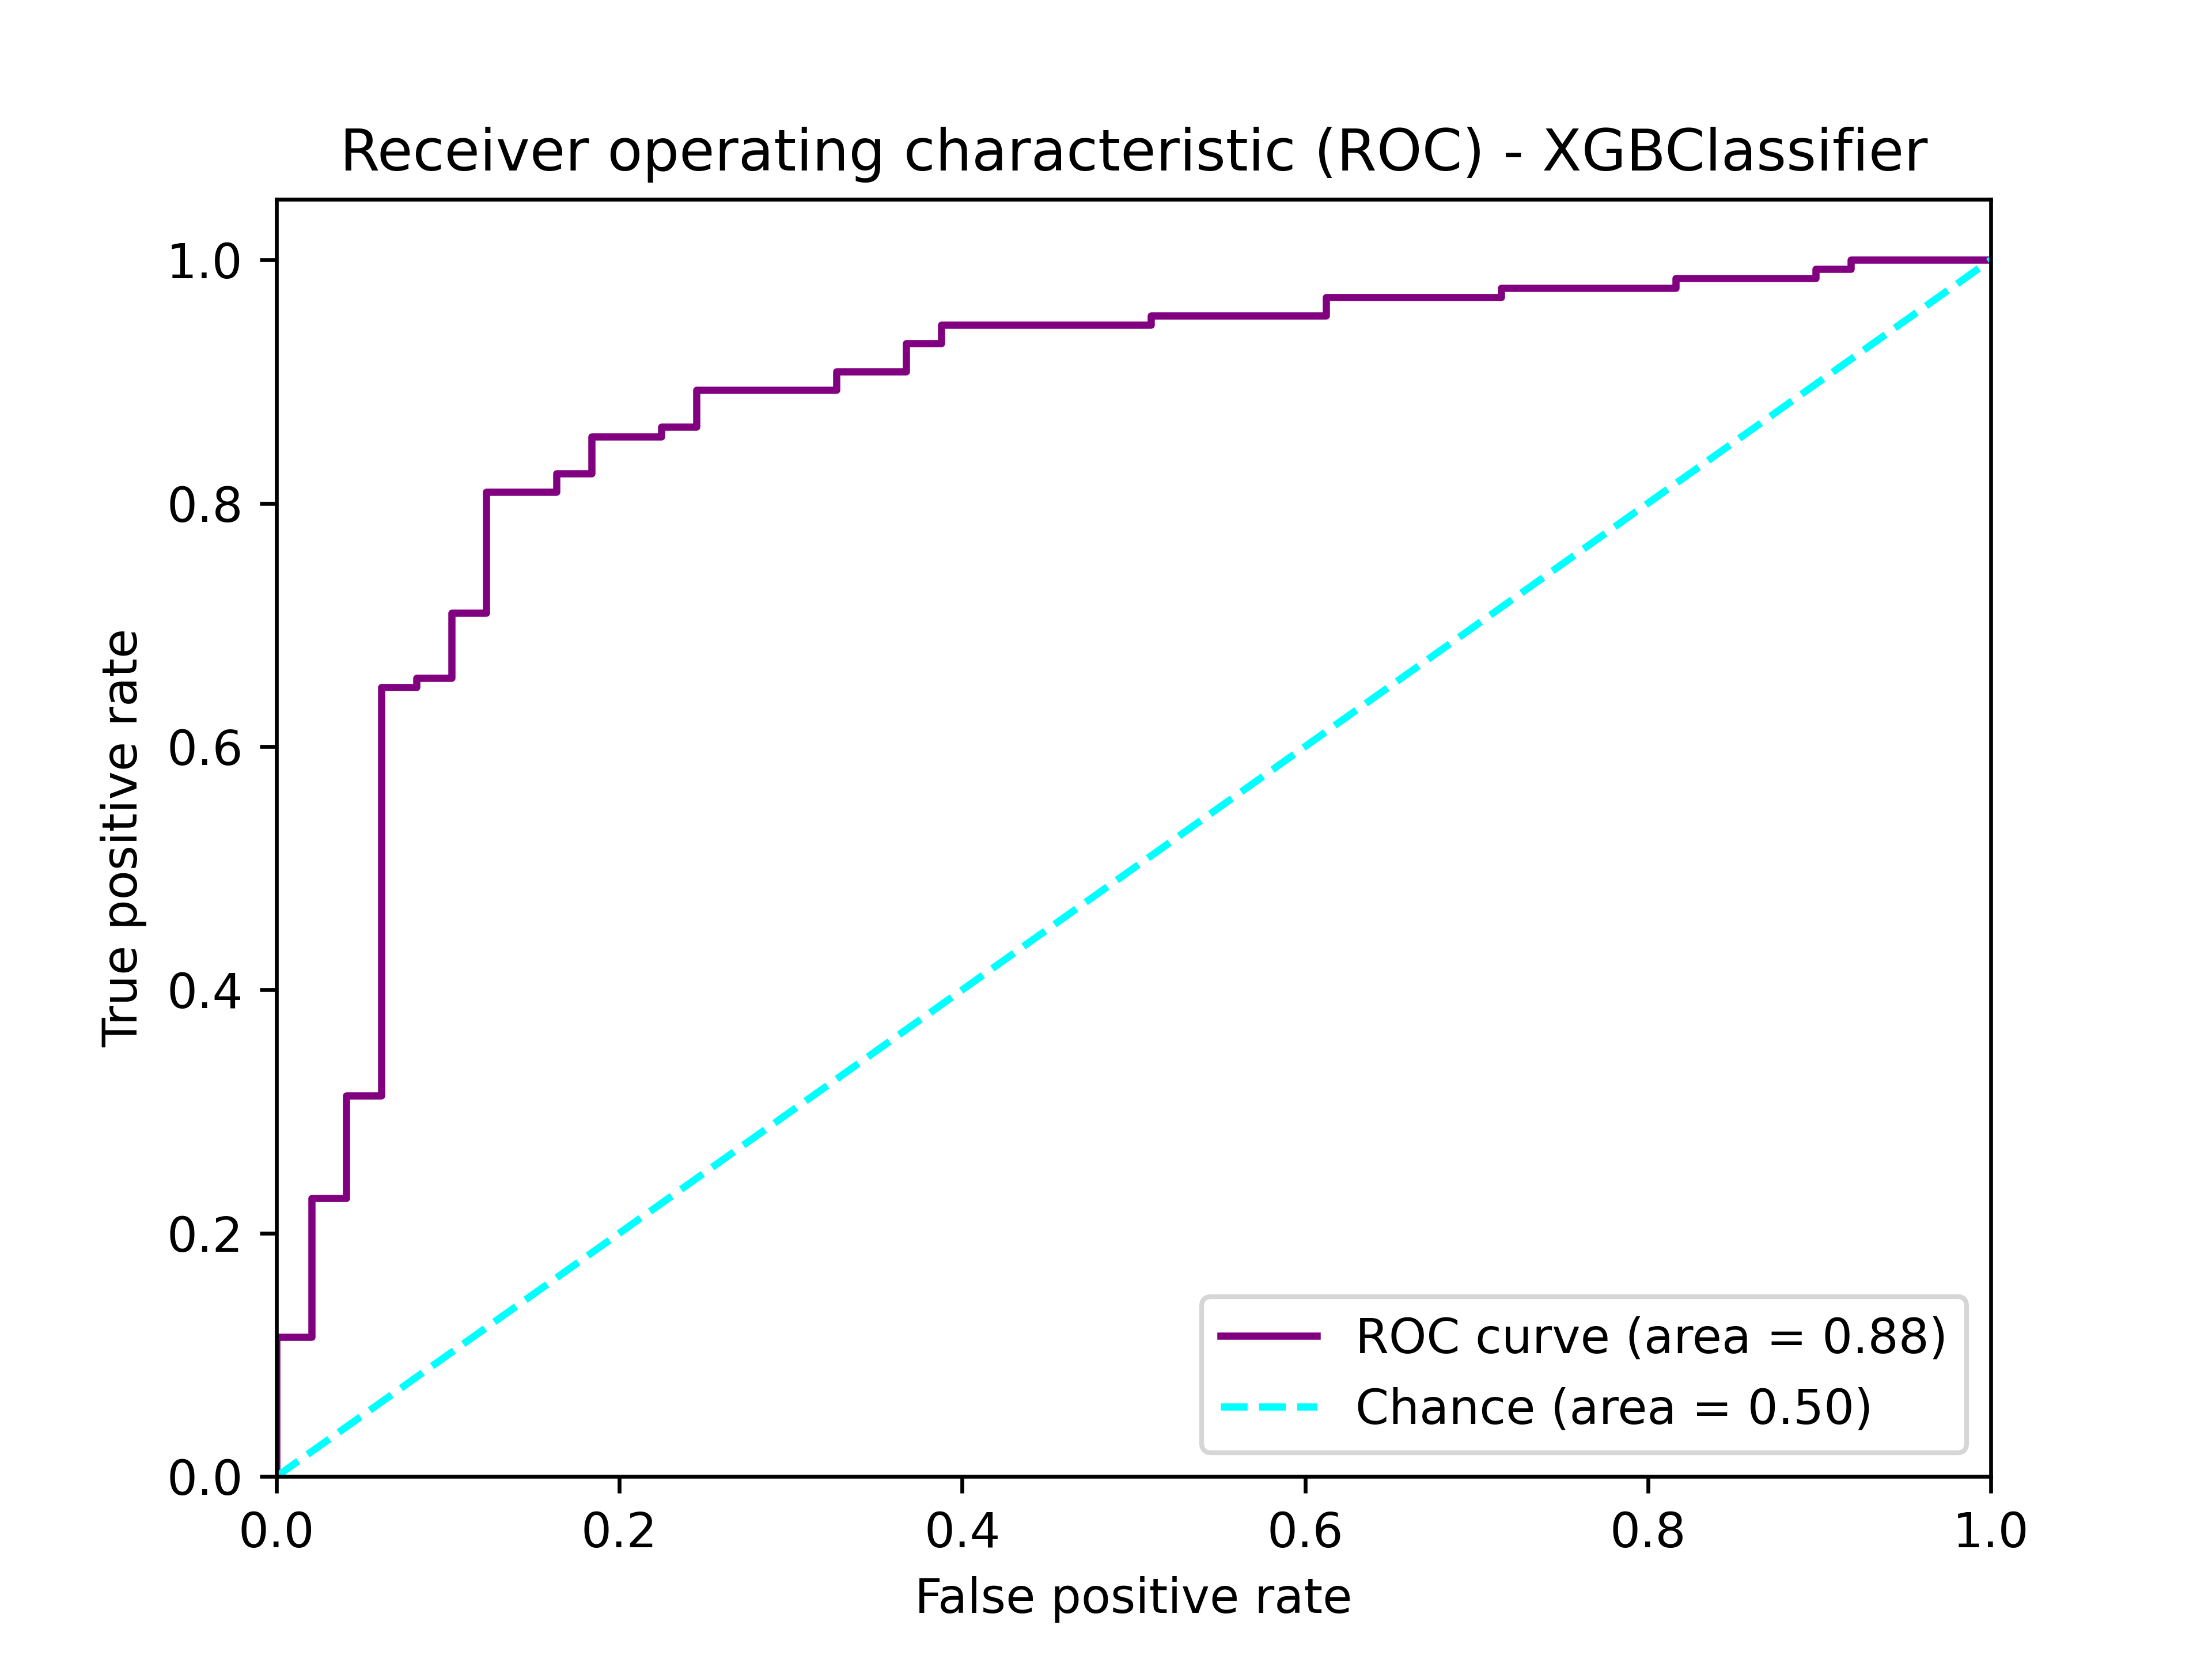 Receiver operating characteristic (ROC) - XGBClassifier
1.0
0.8
0.6
0.4
0.2
0.0
True positive rate
0.0 0.2 0.4 0.6 0.8 1.0
False positive rate
ROC curve (area = 0.88)
Chance (area = 0.50)